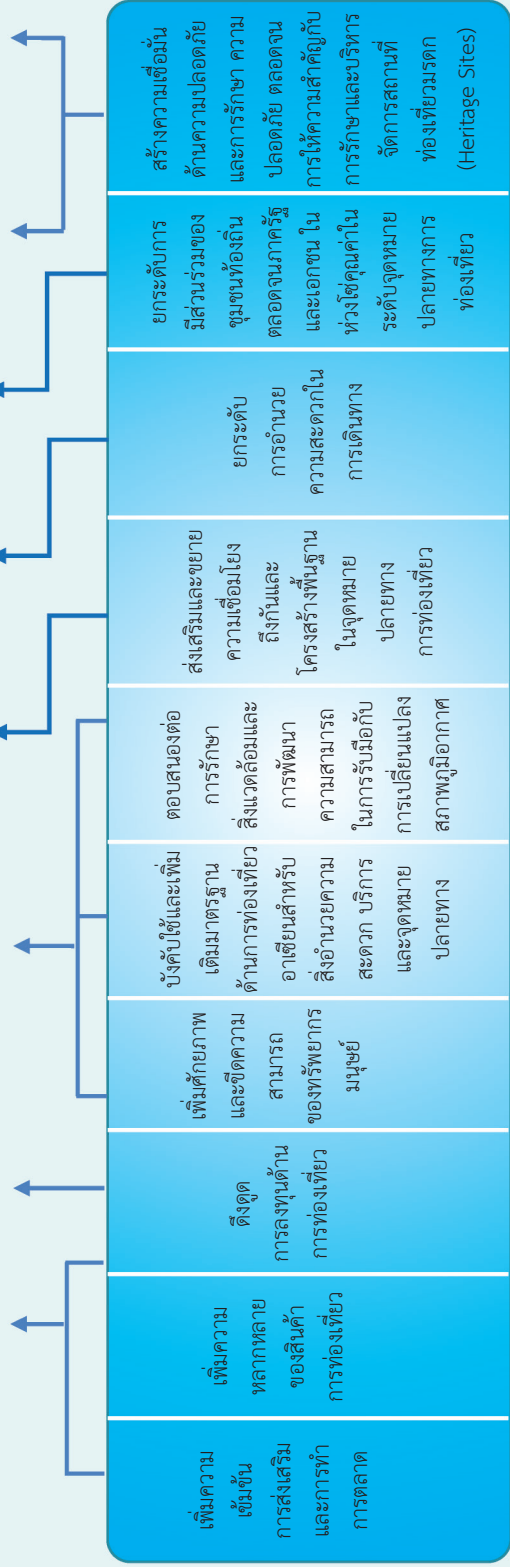 เพิ่มความ
เข้มข้น
การส่งเสริม
และการทำ
การตลาด
เพิ่มความ
หลากหลาย
ของสินค้า
การท่องเที่ยว
ดึงดูด
การลงทุนด้าน
การท่องเที่ยว
เพิ่มศักยภาพ
และขีดความ
สามารถ
ของทรัพยากร
มนุษย์
บังคับใช้และเพิ่ม
เติมมาตรฐาน
ด้านการท่องเที่ยว
อาเซียนสำหรับ
สิ่งอำนวยความ
สะดวก บริการ
และจุดหมาย
ปลายทาง
ตอบสนองต่อ
การรักษา
สิ่งแวดล้อมและ
การพัฒนา
ความสามารถ
ในการรับมือกับ
การเปลี่ยนแปลง
สภาพภูมิอากาศ
ส่งเสริมและขยาย
ความเชื่อมโยง
ถึงกันและ
โครงสร้างพื้นฐาน
ในจุดหมาย
ปลายทาง
การท่องเที่ยว
ยกระดับ
การอำนวย
ความสะดวกใน
การเดินทาง
ยกระดับการ
มีส่วนร่วมของ
ชุมชนท้องถิ่น
ตลอดจนภาครัฐ
และเอกชน ใน
ห่วงโซ่คุณค่าใน
ระดับจุดหมาย
ปลายทางการ
ท่องเที่ยว
สร้างความเชื่อมั่น
ด้านความปลอดภัย
และการรักษา ความ
ปลอดภัย ตลอดจน
การให้ความสำคัญกับ
การรักษาและบริหาร
จัดการสถานที่
ท่องเที่ยวมรดก
(Heritage Sites)